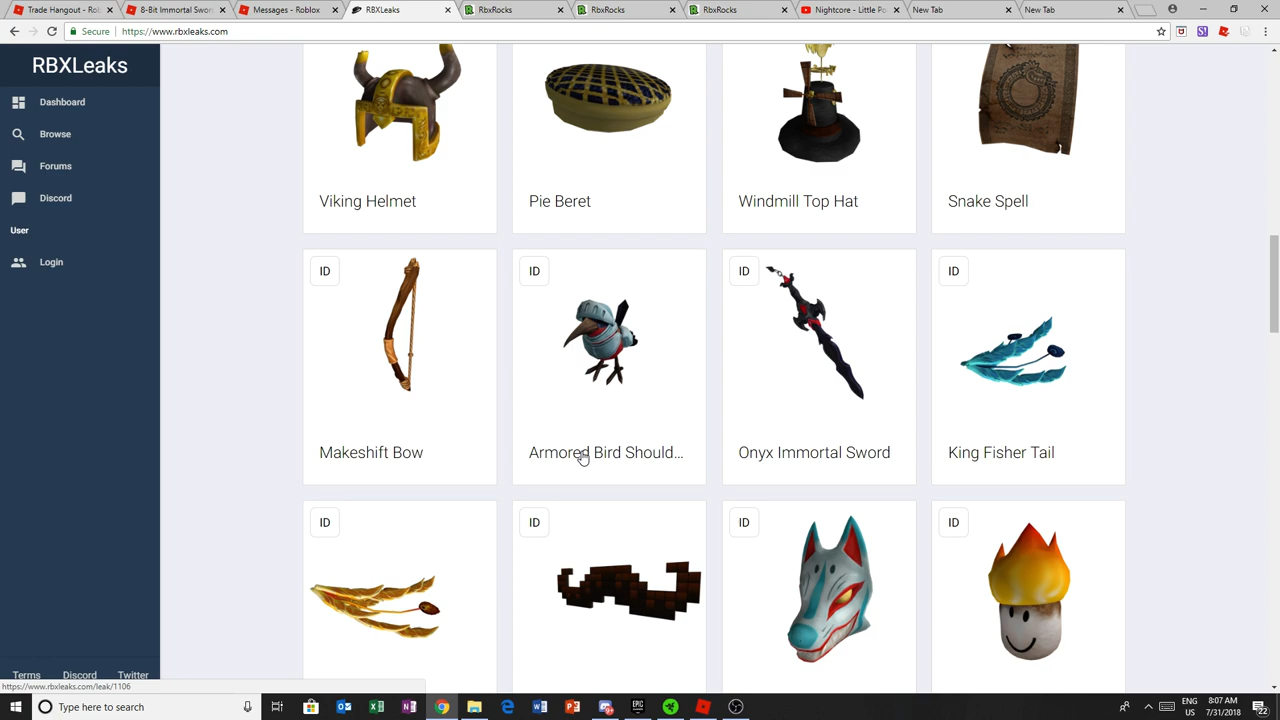 Trade Hangout - Rob
8-Bit Immortal Swor
Messages - Roblox
RBXLeaks
RbxRocks
RbxRocks
RbxRocks
Nightcore - Little Po
New Tab
New Tab
Secure
https://www.rbxleaks.com
RBXLeaks
Dashboard
Browse
Forums
Discord
User
Login
Viking Helmet
Pie Beret
Windmill Top Hat
Snake Spell
ID
ID
ID
ID
Makeshift Bow
Armored Bird Should...
Onyx Immortal Sword
King Fisher Tail
ID
ID
ID
ID
Terms
Discord
Twitter
https://www.rbxleaks.com/leak/1106
Type here to search
EPIC
ENG
US
8:07 AM
7/31/2018
22